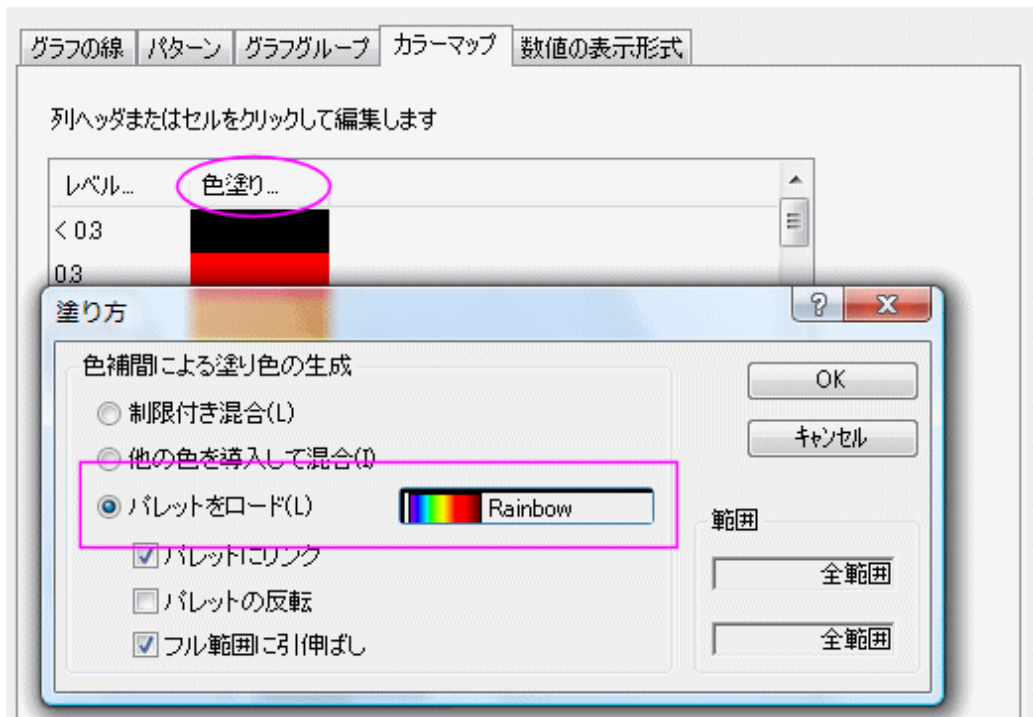 グラフの線 パターン グラフグループ カラーマップ 数値の表示形式
列ヘッダまたはセルをクリックして編集します
レベル... 色塗り...
< 0.3
0.3
塗り方
色補間による塗り色の生成
OK
制限付き混合(L)
キャンセル
他の色を導入して混合(I)
パレットをロード(L) Rainbow
範囲
パレットにリンク
全範囲
パレットの反転
フル範囲に引伸ばし
全範囲